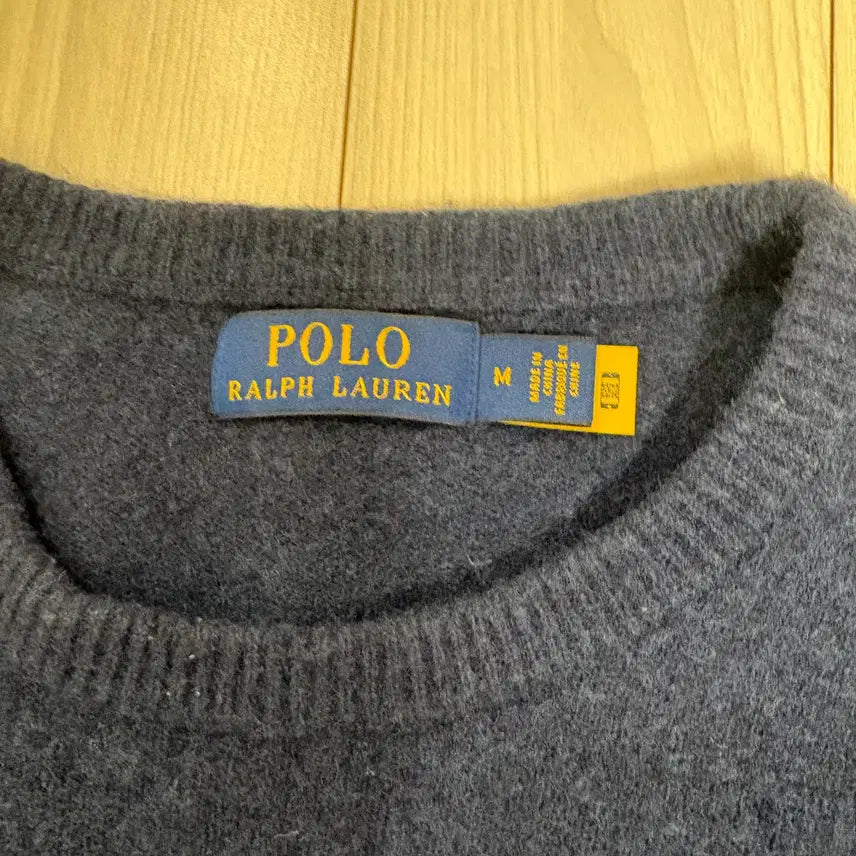 POLO
RALPH LAUREN
M
MADE IN
CHINA
FABRIQUÉ EN
CHINE